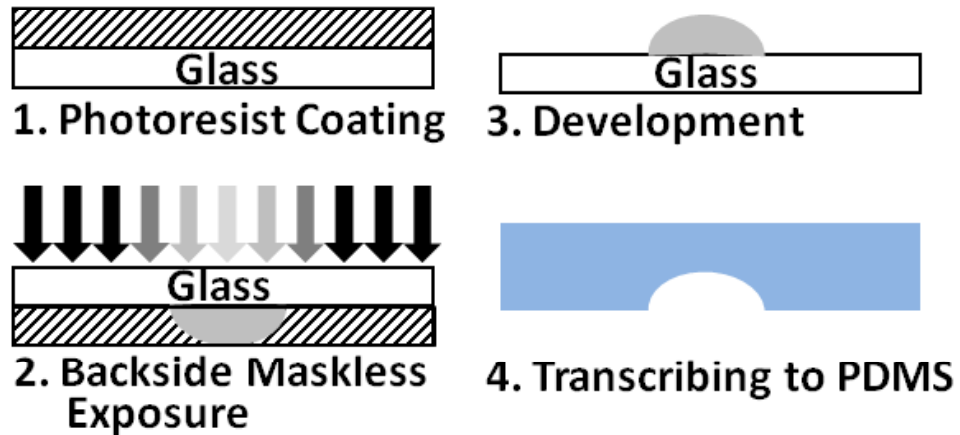 Glass
1. Photoresist Coating
Glass
2. Backside Maskless
Exposure
Glass
3. Development
4. Transcribing to PDMS